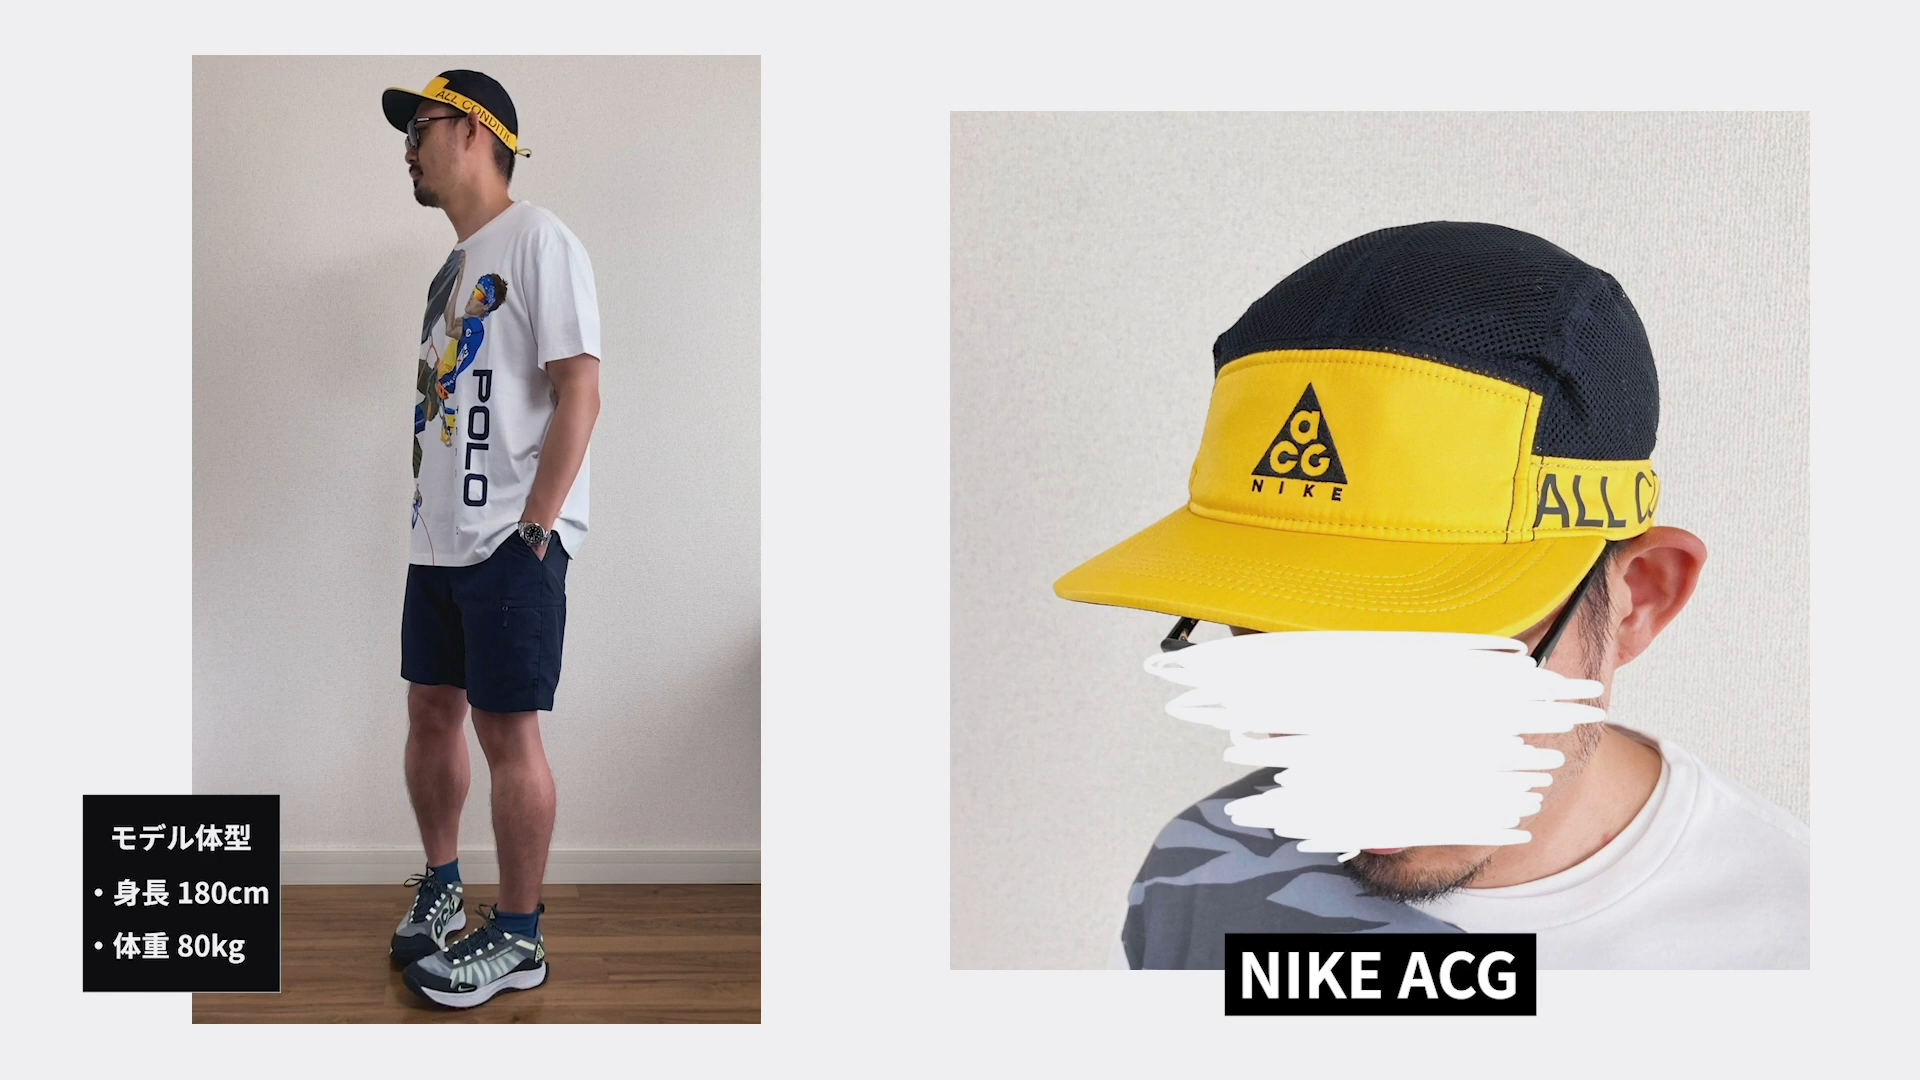 ALL CONDITI
POLO
モデル体型
・身長 180cm
・体重 80kg
acG
NIKE
ALL CO
NIKE ACG